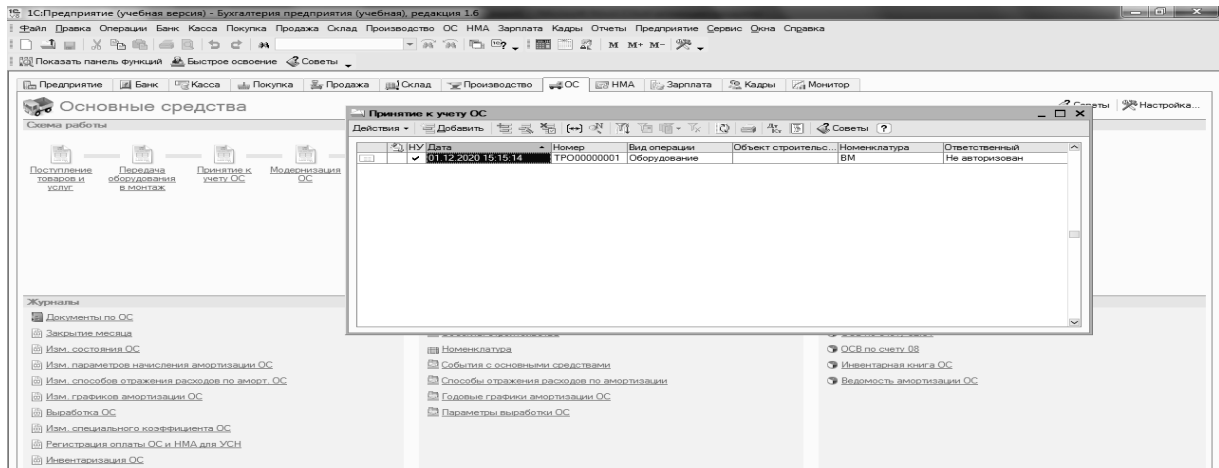 1С:Предприятие (учебная версия) - Бухгалтерия предприятия (учебная), редакция 1.6
Файл Правка Операции Банк Касса Покупка Продажа Склад Производство ОС НМА Зарплата Кадры Отчеты Предприятие Сервис Окна Справка
М М+ М-
Показать панель функций Быстрое освоение Советы
Предприятие Банк Касса Покупка Продажа Склад Производство ОС НМА Зарплата Кадры Монитор
Основные средства
Советы Настройка...
Схема работы
Поступление товаров и услуг
Передача оборудования в монтаж
Принятие к учету ОС
Модернизация ОС
Принятие к учету ОС
Действия Добавить Советы ?
НУ Дата Номер Вид операции Объект строительс... Номенклатура Ответственный
01.12.2020 15:15:14 ТРО00000001 Оборудование ВМ Не авторизован
Журналы
Документы по ОС
Закрытие месяца
Изм. состояния ОС Номенклатура ОСВ по счету 08
Изм. параметров начисления амортизации ОС События с основными средствами Инвентарная книга ОС
Изм. способов отражения расходов по аморт. ОС Способы отражения расходов по амортизации Ведомость амортизации ОС
Изм. графиков амортизации ОС Годовые графики амортизации ОС
Выработка ОС Параметры выработки ОС
Изм. специального коэффициента ОС
Регистрация оплаты ОС и НМА для УСН
Инвентаризация ОС